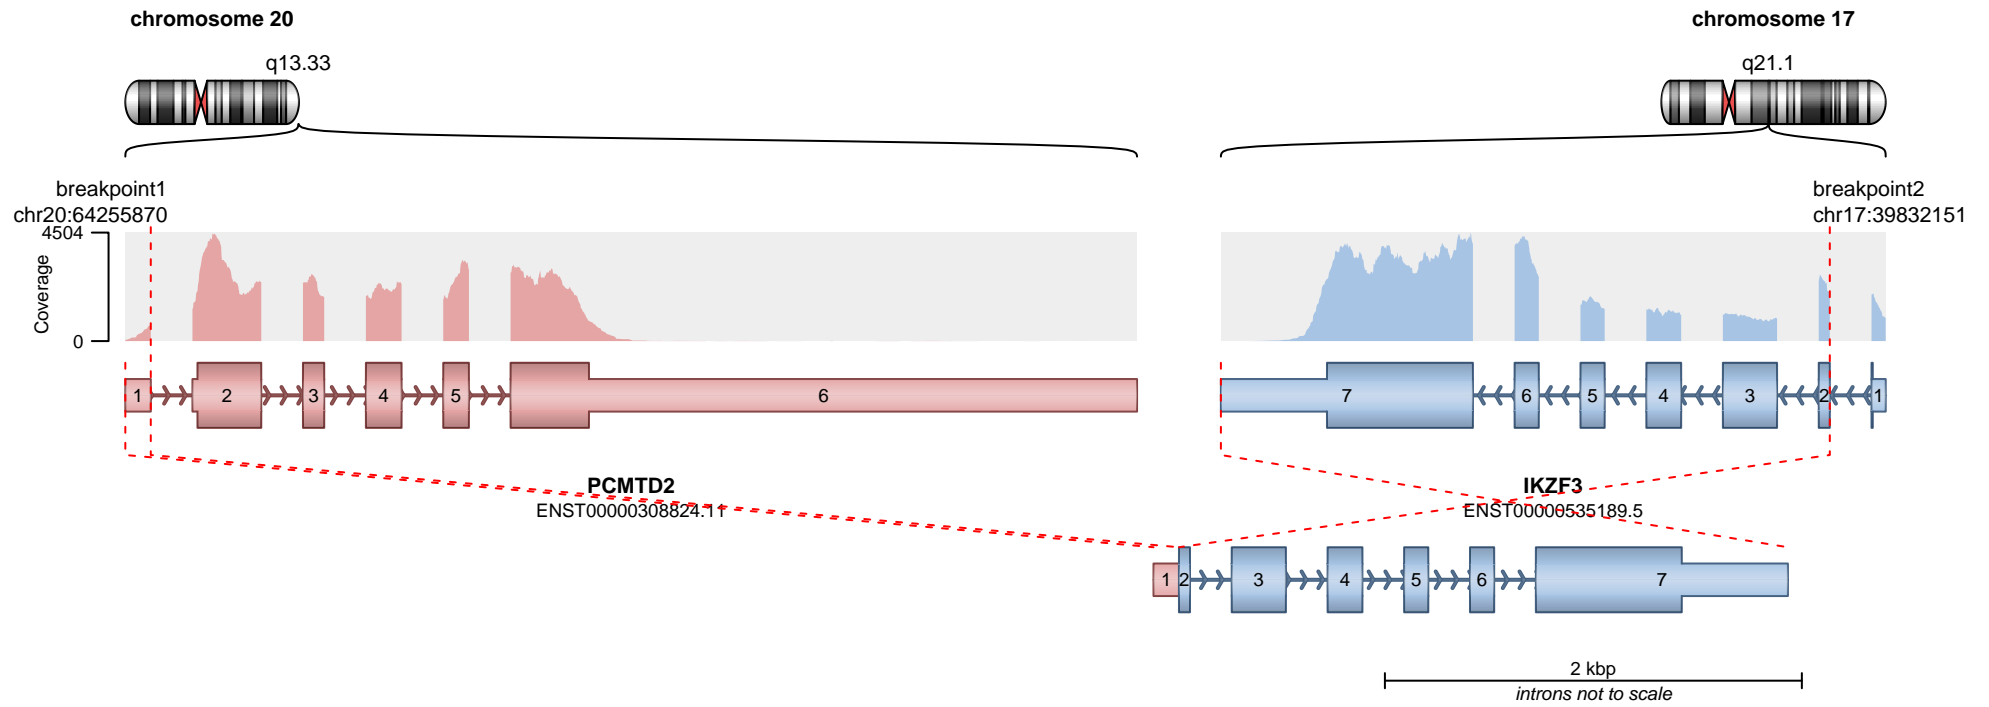 chromosome 20
chromosome 17
q13.33
q21.1
breakpoint1
chr20:64255870
breakpoint2
chr17:39832151
4504
Coverage
0
1 2 3 4 5 6
7 6 5 4 3 2 1
PCMTD2
ENST00000308824.11
IKZF3
ENST00000535189.5
1 2 3 4 5 6 7
2 kbp
introns not to scale